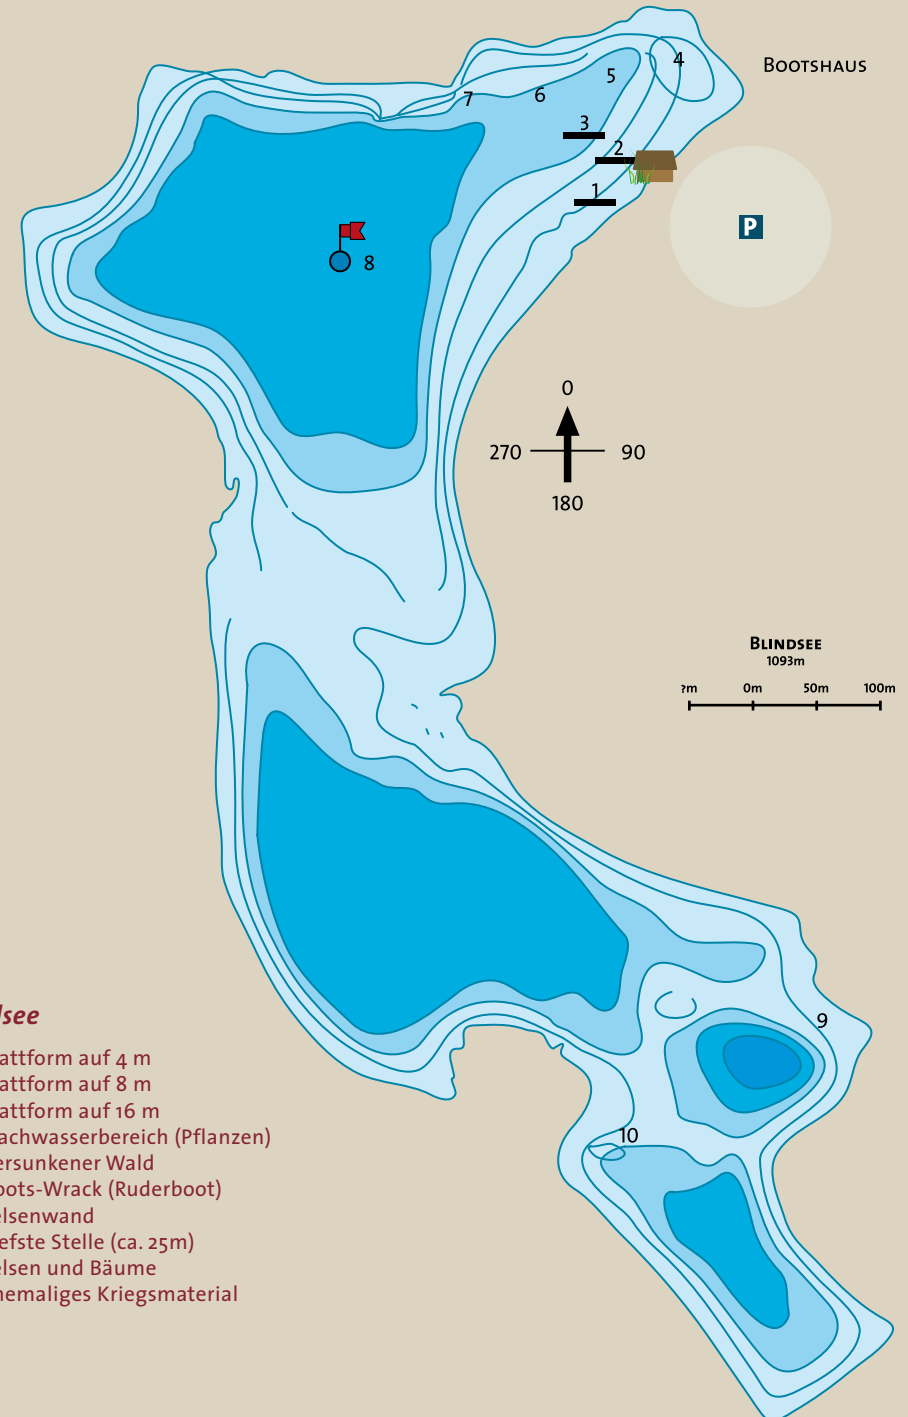 4
Bootshaus
5
7
6
3
2
1
P
8
0
270
90
180
Blindsee
1093m
?m 0m 50m 100m
9
10
dsee
attform auf 4 m
attform auf 8 m
attform auf 16 m
achwasserbereich (Pflanzen)
ersunkener Wald
oots-Wrack (Ruderboot)
elsenwand
efste Stelle (ca. 25m)
elsen und Bäume
hemaliges Kriegsmaterial